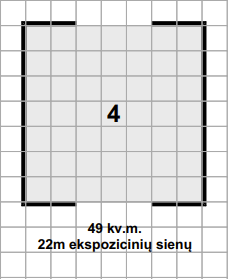 4
49 kv.m.
22m ekspozicinių sienų